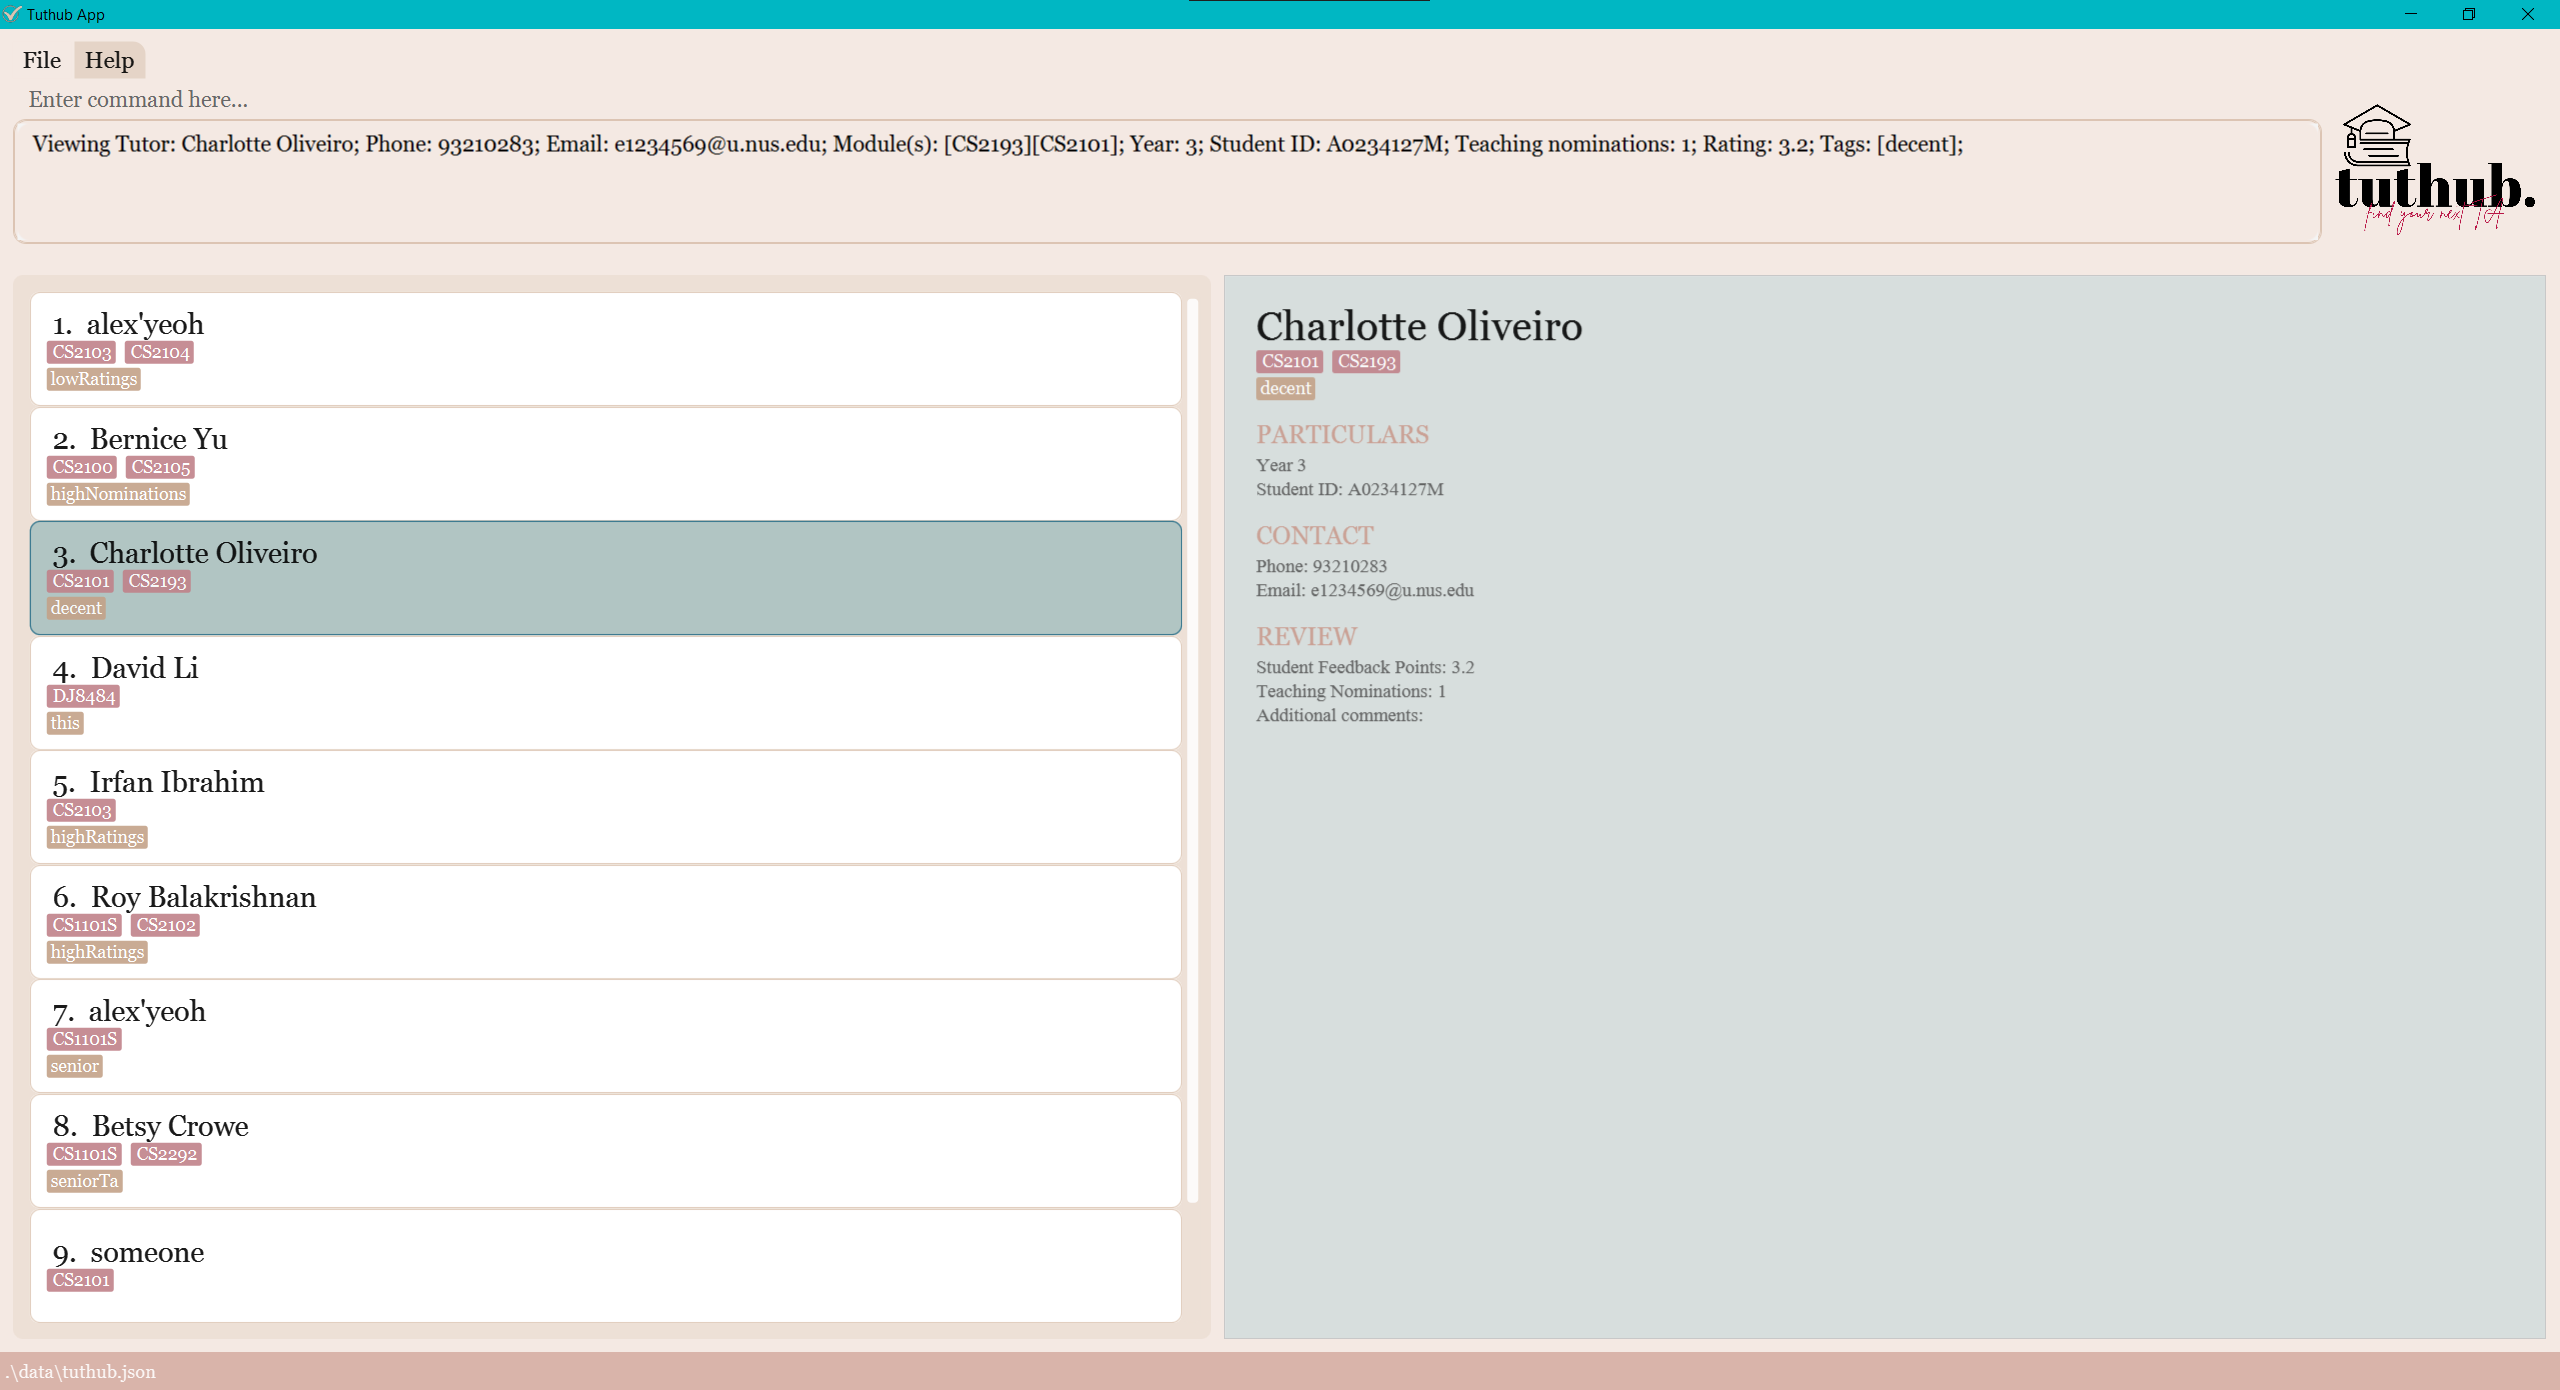 Tuthub App
File Help
Enter command here...
Viewing Tutor: Charlotte Oliveiro; Phone: 93210283; Email: e1234569@u.nus.edu; Module(s): [CS2193][CS2101]; Year: 3; Student ID: A0234127M; Teaching nominations: 1; Rating: 3.2; Tags: [decent];
tuthub.
find your next TA
1. alex'yeoh
CS2103 CS2104
lowRatings
2. Bernice Yu
CS2100 CS2105
highNominations
3. Charlotte Oliveiro
CS2101 CS2193
decent
4. David Li
DJ8484
this
5. Irfan Ibrahim
CS2103
highRatings
6. Roy Balakrishnan
CS1101S CS2102
highRatings
7. alex'yeoh
CS1101S
senior
8. Betsy Crowe
CS1101S CS2292
seniorTa
9. someone
CS2101
Charlotte Oliveiro
CS2101 CS2193
decent
PARTICULARS
Year 3
Student ID: A0234127M
CONTACT
Phone: 93210283
Email: e1234569@u.nus.edu
REVIEW
Student Feedback Points: 3.2
Teaching Nominations: 1
Additional comments:
.\data\tuthub.json